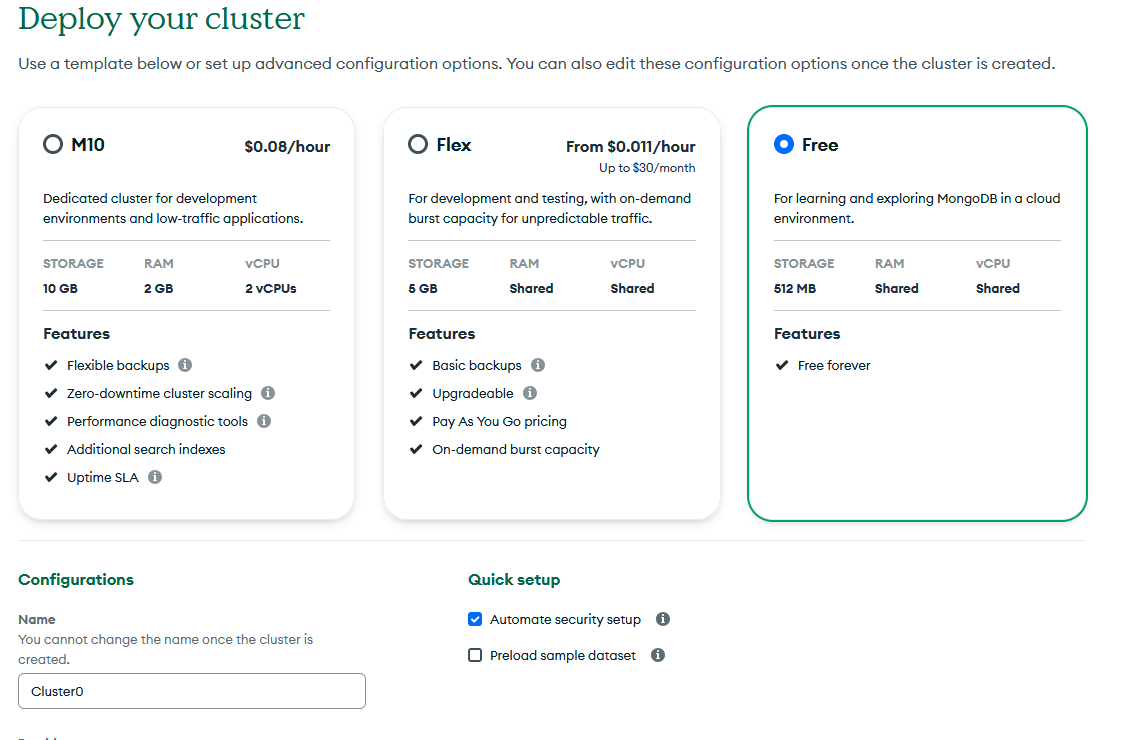 Deploy your cluster
Use a template below or set up advanced configuration options. You can also edit these configuration options once the cluster is created.
M10 $0.08/hour
Dedicated cluster for development
environments and low-traffic applications.
STORAGE RAM vCPU
10 GB 2 GB 2 vCPUs
Features
Flexible backups
Zero-downtime cluster scaling
Performance diagnostic tools
Additional search indexes
Uptime SLA
Flex From $0.011/hour
Up to $30/month
For development and testing, with on-demand
burst capacity for unpredictable traffic.
STORAGE RAM vCPU
5 GB Shared Shared
Features
Basic backups
Upgradeable
Pay As You Go pricing
On-demand burst capacity
Free
For learning and exploring MongoDB in a cloud
environment.
STORAGE RAM vCPU
512 MB Shared Shared
Features
Free forever
Configurations
Name
You cannot change the name once the cluster is
created.
Cluster0
Quick setup
Automate security setup
Preload sample dataset